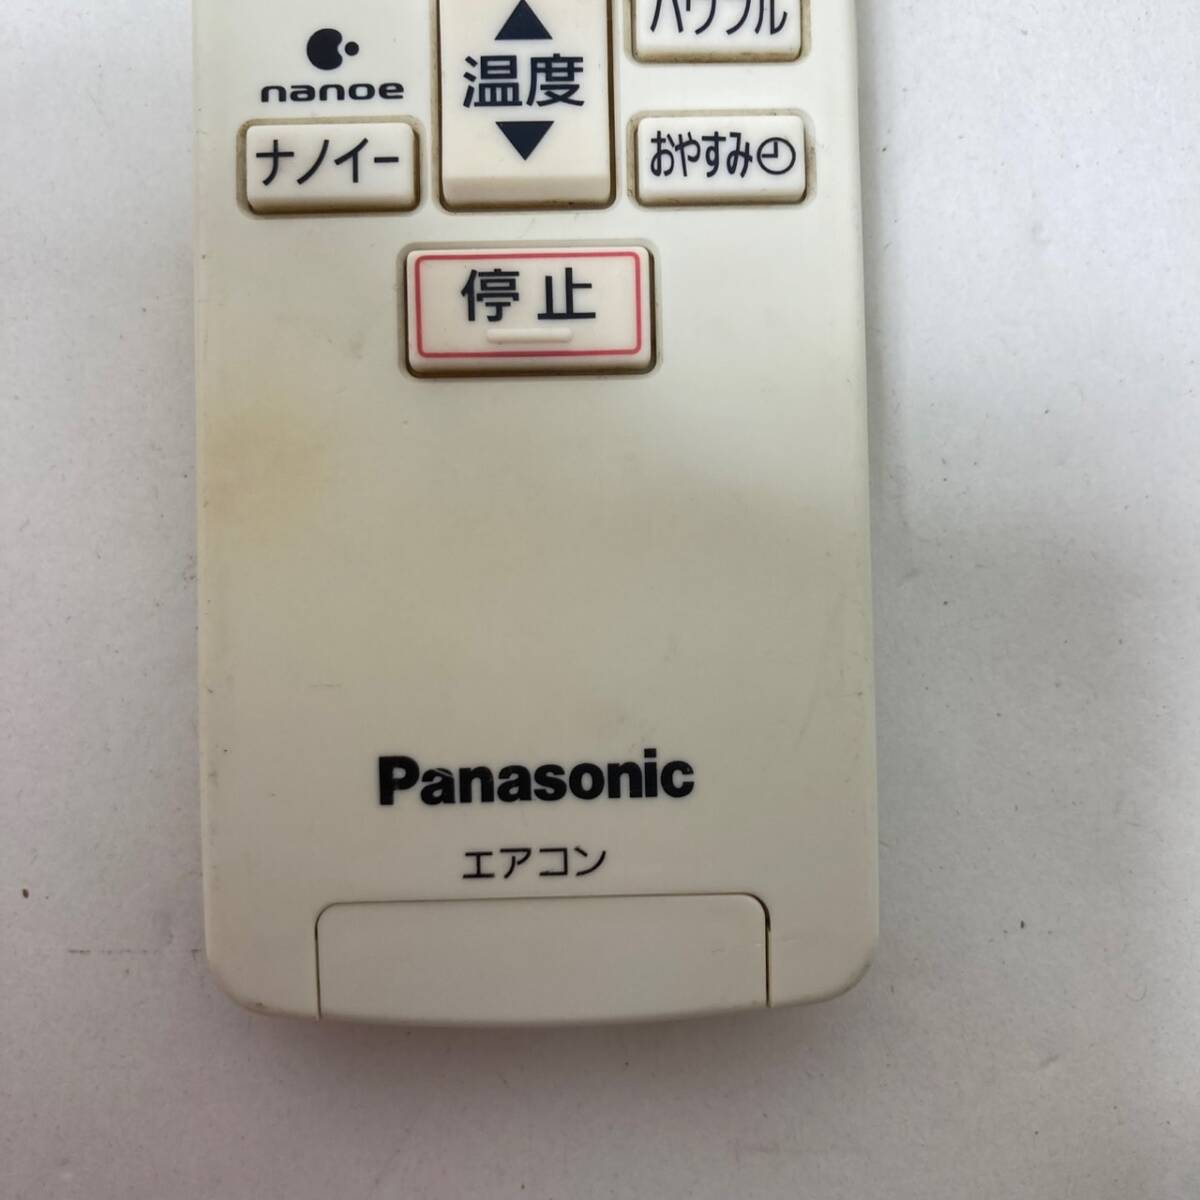 パワフル
nanoe
温度
ナノイー
おやすみ
停止
Panasonic
エアコン